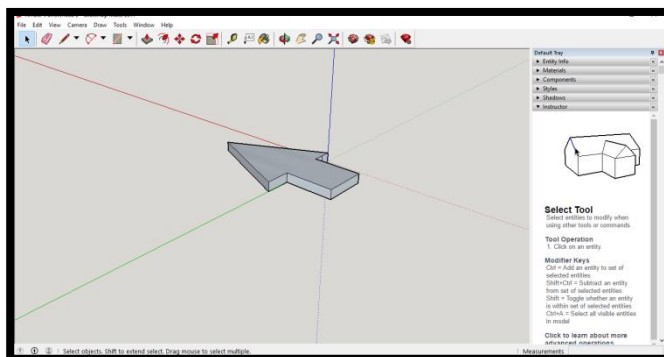 File Edit View Camera Draw Tools Window Help
Default Tray
Entity Info
Materials
Components
Styles
Shadows
Instructor
Select Tool
Select entities to modify when
using other tools or commands.
Tool Operation
1. Click on an entity.
Modifier Keys
Ctrl = Add an entity to set of
selected entities
Shift+Ctrl = Subtract an entity
from set of selected entities
Shift = Toggle whether an entity
is within set of selected entities
Ctrl+A = Select all visible entities
in model
Click to learn about more
advanced operations
Select objects. Shift to extend select. Drag mouse to select multiple.
Measurements